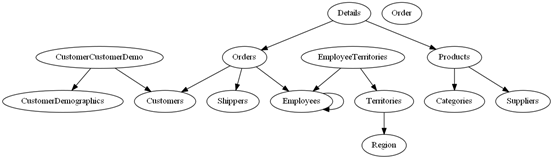 Details
Order
CustomerCustomerDemo
Orders
EmployeeTerritories
Products
CustomerDemographics
Customers
Shippers
Employees
Territories
Categories
Suppliers
Region